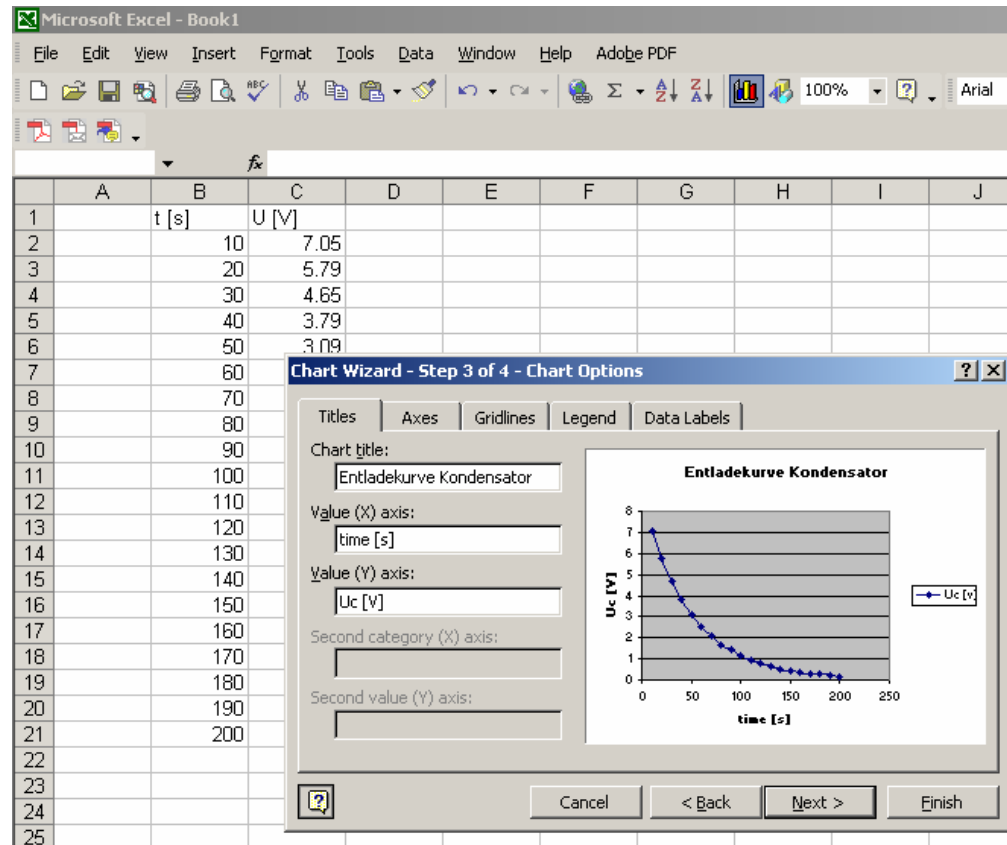 Microsoft Excel - Book1
File Edit View Insert Format Tools Data Window Help Adobe PDF
ABC Σ A Z Z A 100% ? Arial
fx
A B C D E F G H I J
1 t [s] U [V]
2 10 7.05
3 20 5.79
4 30 4.65
5 40 3.79
6 50 3.09
7 60
8 70
9 80
10 90
11 100
12 110
13 120
14 130
15 140
16 150
17 160
18 170
19 180
20 190
21 200
22
23
24
25
Chart Wizard - Step 3 of 4 - Chart Options ? X
Titles Axes Gridlines Legend Data Labels
Chart title:
Entladekurve Kondensator
Value (X) axis:
time [s]
Value (Y) axis:
Uc [V]
Second category (X) axis:
Second value (Y) axis:
Entladekurve Kondensator
8
7
6
5
4
3
2
1
0
Uc [V]
0 50 100 150 200 250
time [s]
Uc [v]
? Cancel < Back Next > Finish